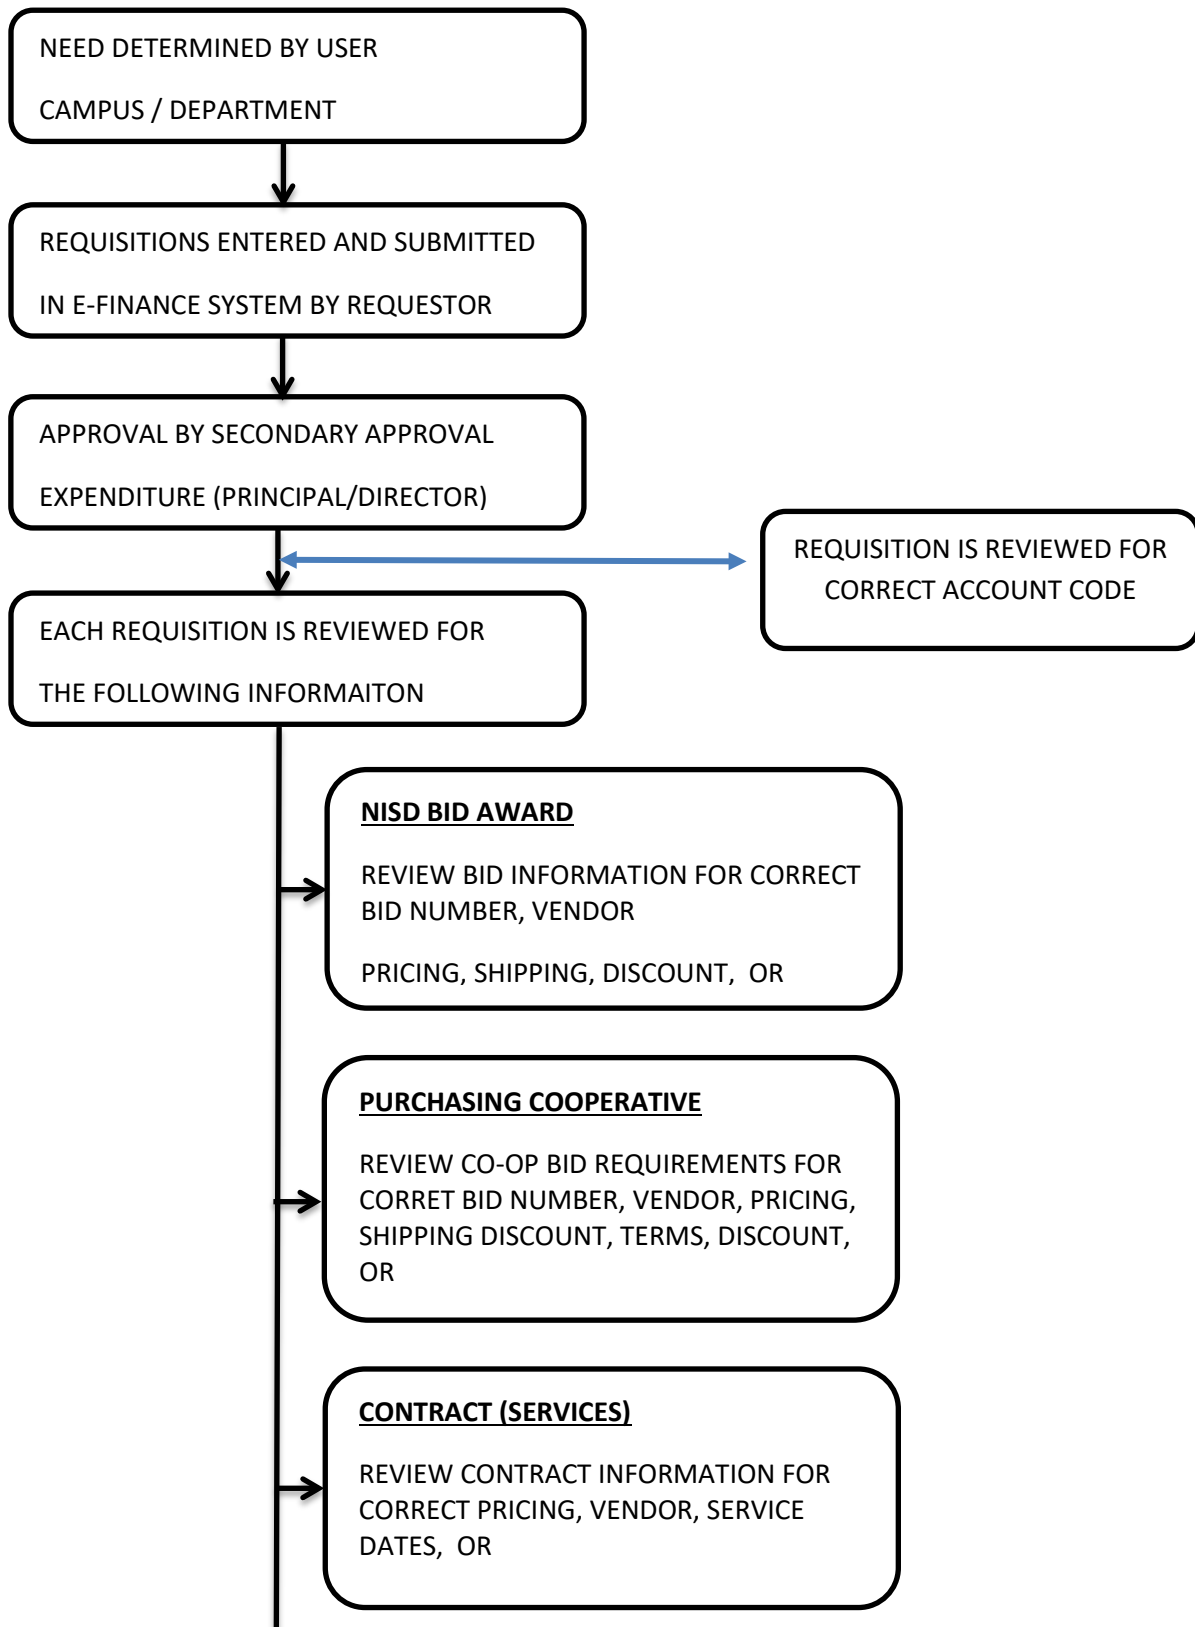 NEED DETERMINED BY USER
CAMPUS / DEPARTMENT
REQUISITIONS ENTERED AND SUBMITTED
IN E-FINANCE SYSTEM BY REQUESTOR
APPROVAL BY SECONDARY APPROVAL
EXPENDITURE (PRINCIPAL/DIRECTOR)
REQUISITION IS REVIEWED FOR
CORRECT ACCOUNT CODE
EACH REQUISITION IS REVIEWED FOR
THE FOLLOWING INFORMAITON
NISD BID AWARD
REVIEW BID INFORMATION FOR CORRECT
BID NUMBER, VENDOR
PRICING, SHIPPING, DISCOUNT,  OR
PURCHASING COOPERATIVE
REVIEW CO-OP BID REQUIREMENTS FOR
CORRET BID NUMBER, VENDOR, PRICING,
SHIPPING DISCOUNT, TERMS, DISCOUNT,
OR
CONTRACT (SERVICES)
REVIEW CONTRACT INFORMATION FOR
CORRECT PRICING, VENDOR, SERVICE
DATES,  OR